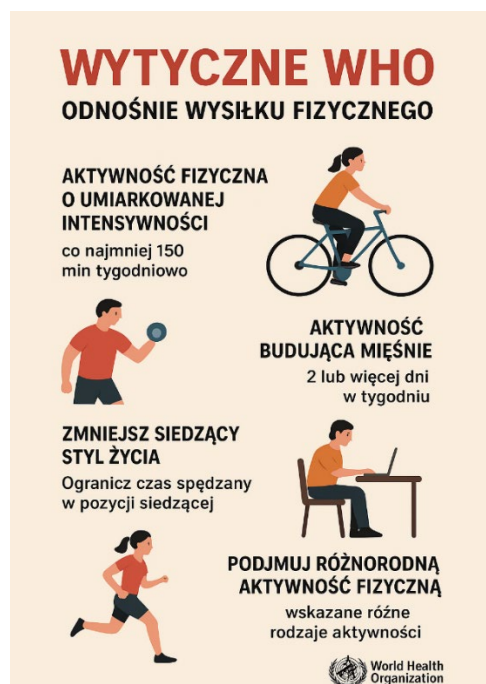 WYTYCZNE WHO
ODNOŚNIE WYSIŁKU FIZYCZNEGO
AKTYWNOŚĆ FIZYCZNA
O UMIARKOWANEJ
INTENSYWNOŚCI
co najmniej 150
min tygodniowo
AKTYWNOŚĆ
BUDUJĄCA MIĘŚNIE
2 lub więcej dni
w tygodniu
ZMNIEJSZ SIEDZĄCY
STYL ŻYCIA
Ogranicz czas spędzany
w pozycji siedzącej
PODJMUJ RÓŻNORODNĄ
AKTYWNOŚĆ FIZYCZNĄ
wskazane różne
rodzaje aktywności
World Health
Organization